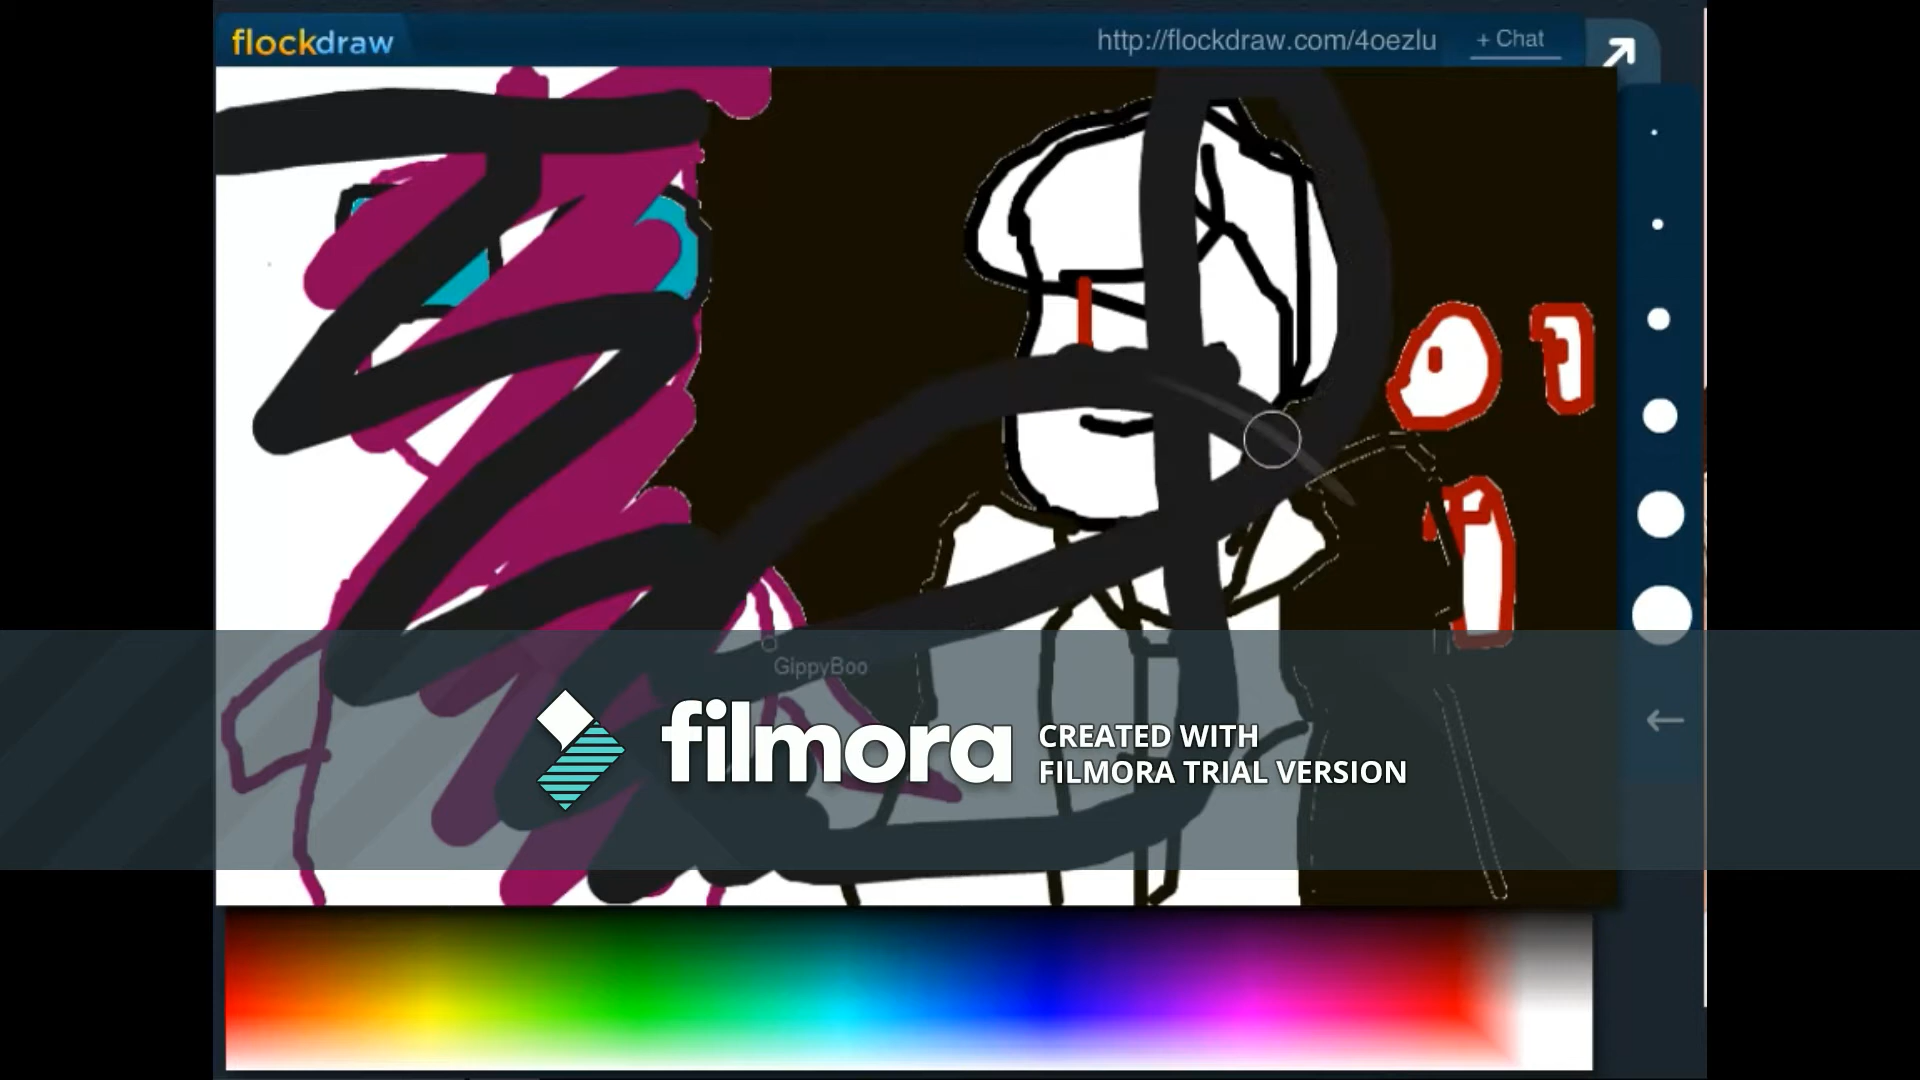 flockdraw
http://flockdraw.com/4oezlu
+ Chat
GippyBoo
filmora
CREATED WITH
FILMORA TRIAL VERSION